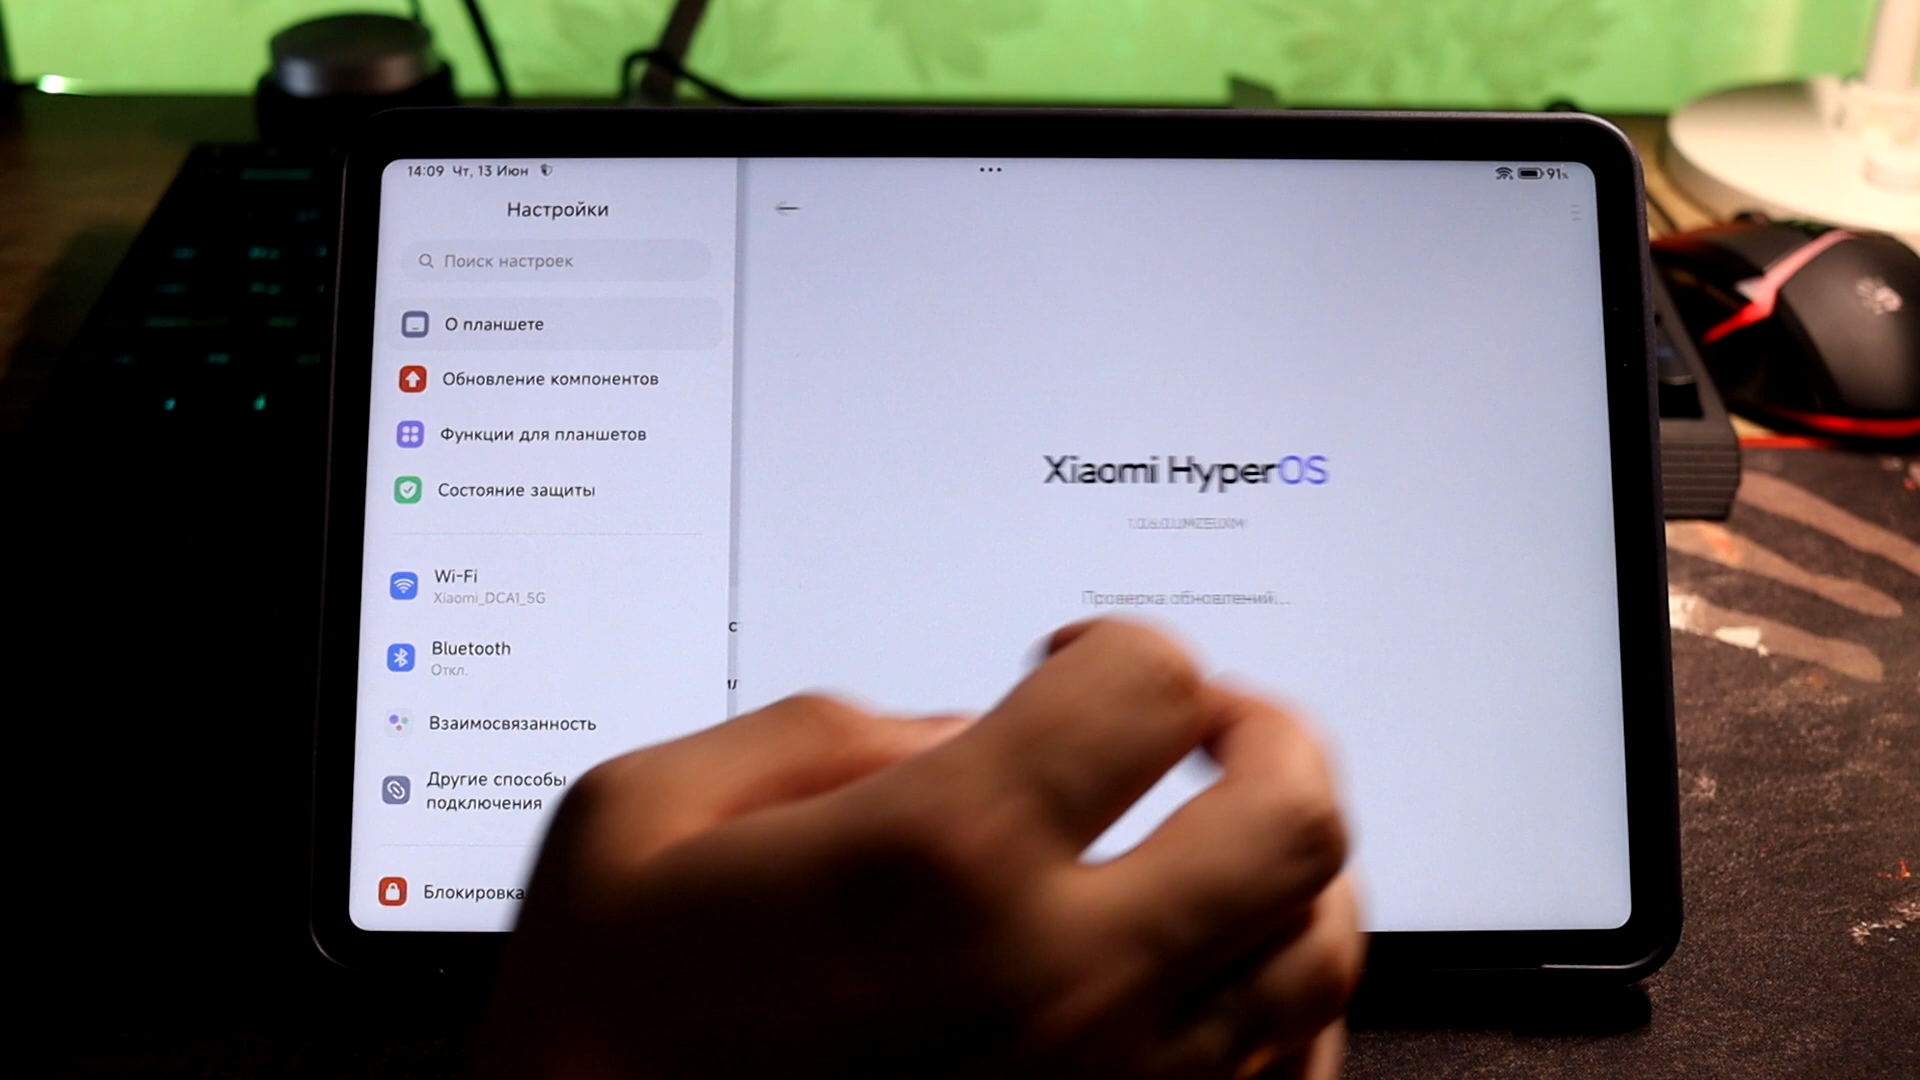 14:09 Чт, 13 Июн
91%
Настройки
Поиск настроек
О планшете
Обновление компонентов
Функции для планшетов
Состояние защиты
Wi-Fi
Xiaomi_DCA1_5G
Bluetooth
Откл.
Взаимосвязанность
Другие способы
подключения
Блокировка
Xiaomi HyperOS
Проверка обновлений...